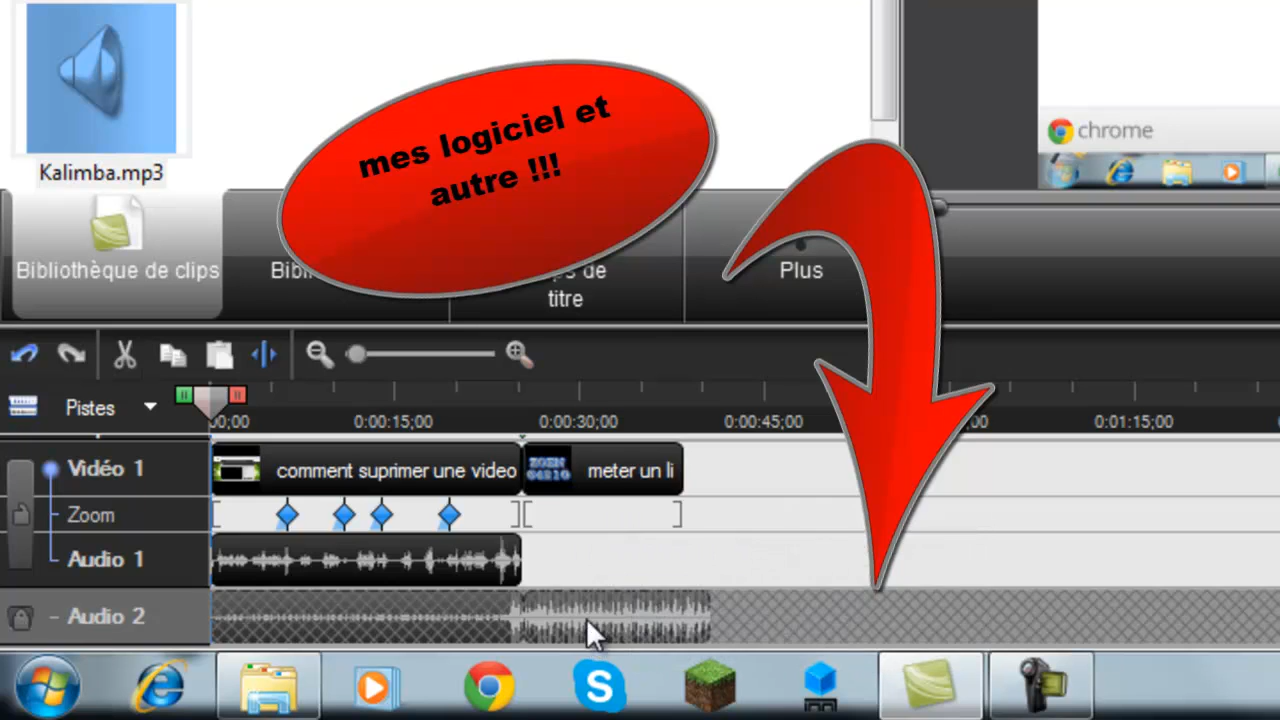 mes logiciel et
autre !!!
chrome
Kalimba.mp3
Bibliothèque de clips
titre
Plus
Pistes
0:00:15;00
0:00:30;00
0:00:45;00
0:01:15;00
Vidéo 1
comment suprimer une video
meter un li
Zoom
Audio 1
Audio 2